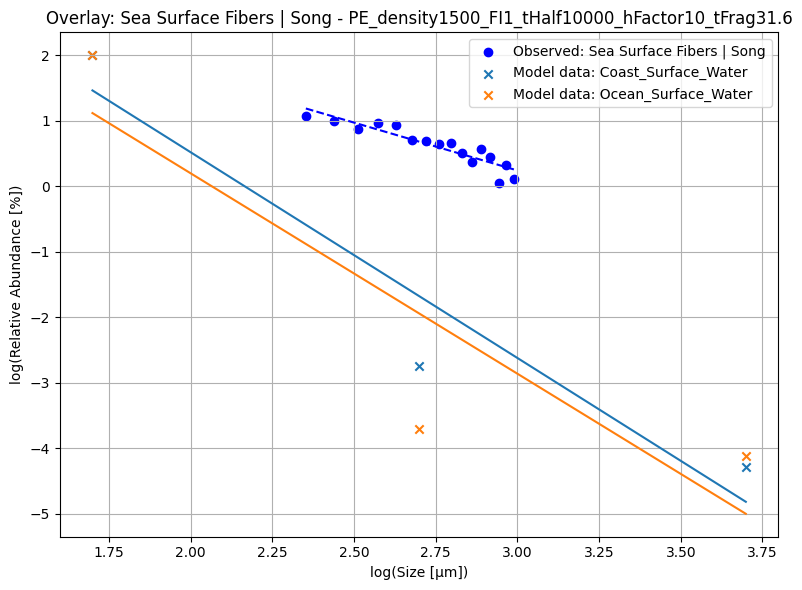 Overlay: Sea Surface Fibers | Song - PE_density1500_FI1_tHalf10000_hFactor10_tFrag31.6
Observed: Sea Surface Fibers | Song
Model data: Coast_Surface_Water
Model data: Ocean_Surface_Water
log(Relative Abundance [%])
2
1
0
−1
−2
−3
−4
−5
1.75 2.00 2.25 2.50 2.75 3.00 3.25 3.50 3.75
log(Size [μm])